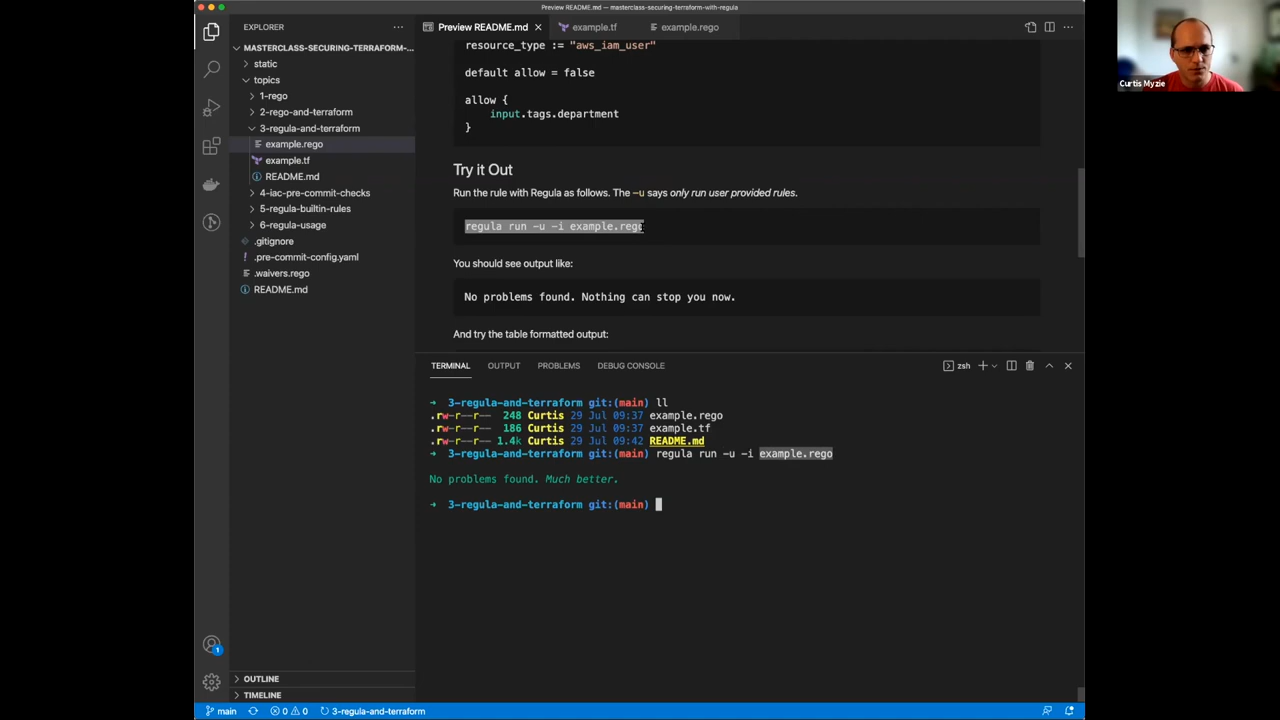 Preview README.md — masterclass-securing-terraform-with-regula
EXPLORER
MASTERCLASS-SECURING-TERRAFORM-...
static
topics
1-rego
2-rego-and-terraform
3-regula-and-terraform
example.rego
example.tf
README.md
4-iac-pre-commit-checks
5-regula-builtin-rules
6-regula-usage
.gitignore
.pre-commit-config.yaml
.waivers.rego
README.md
OUTLINE
TIMELINE
Preview README.md
example.tf
example.rego
resource_type := "aws_iam_user"
default allow = false
allow {
input.tags.department
}
Try it Out
Run the rule with Regula as follows. The -u says only run user provided rules.
regula run -u -i example.rego
You should see output like:
No problems found. Nothing can stop you now.
And try the table formatted output:
TERMINAL OUTPUT PROBLEMS DEBUG CONSOLE
zsh
➜ 3-regula-and-terraform git:(main) ll
.rw-r--r-- 248 Curtis 29 Jul 09:37 example.rego
.rw-r--r-- 186 Curtis 29 Jul 09:37 example.tf
.rw-r--r-- 1.4k Curtis 29 Jul 09:42 README.md
➜ 3-regula-and-terraform git:(main) regula run -u -i example.rego
No problems found. Much better.
➜ 3-regula-and-terraform git:(main)
1
main 0 0 3-regula-and-terraform
Curtis Myzie